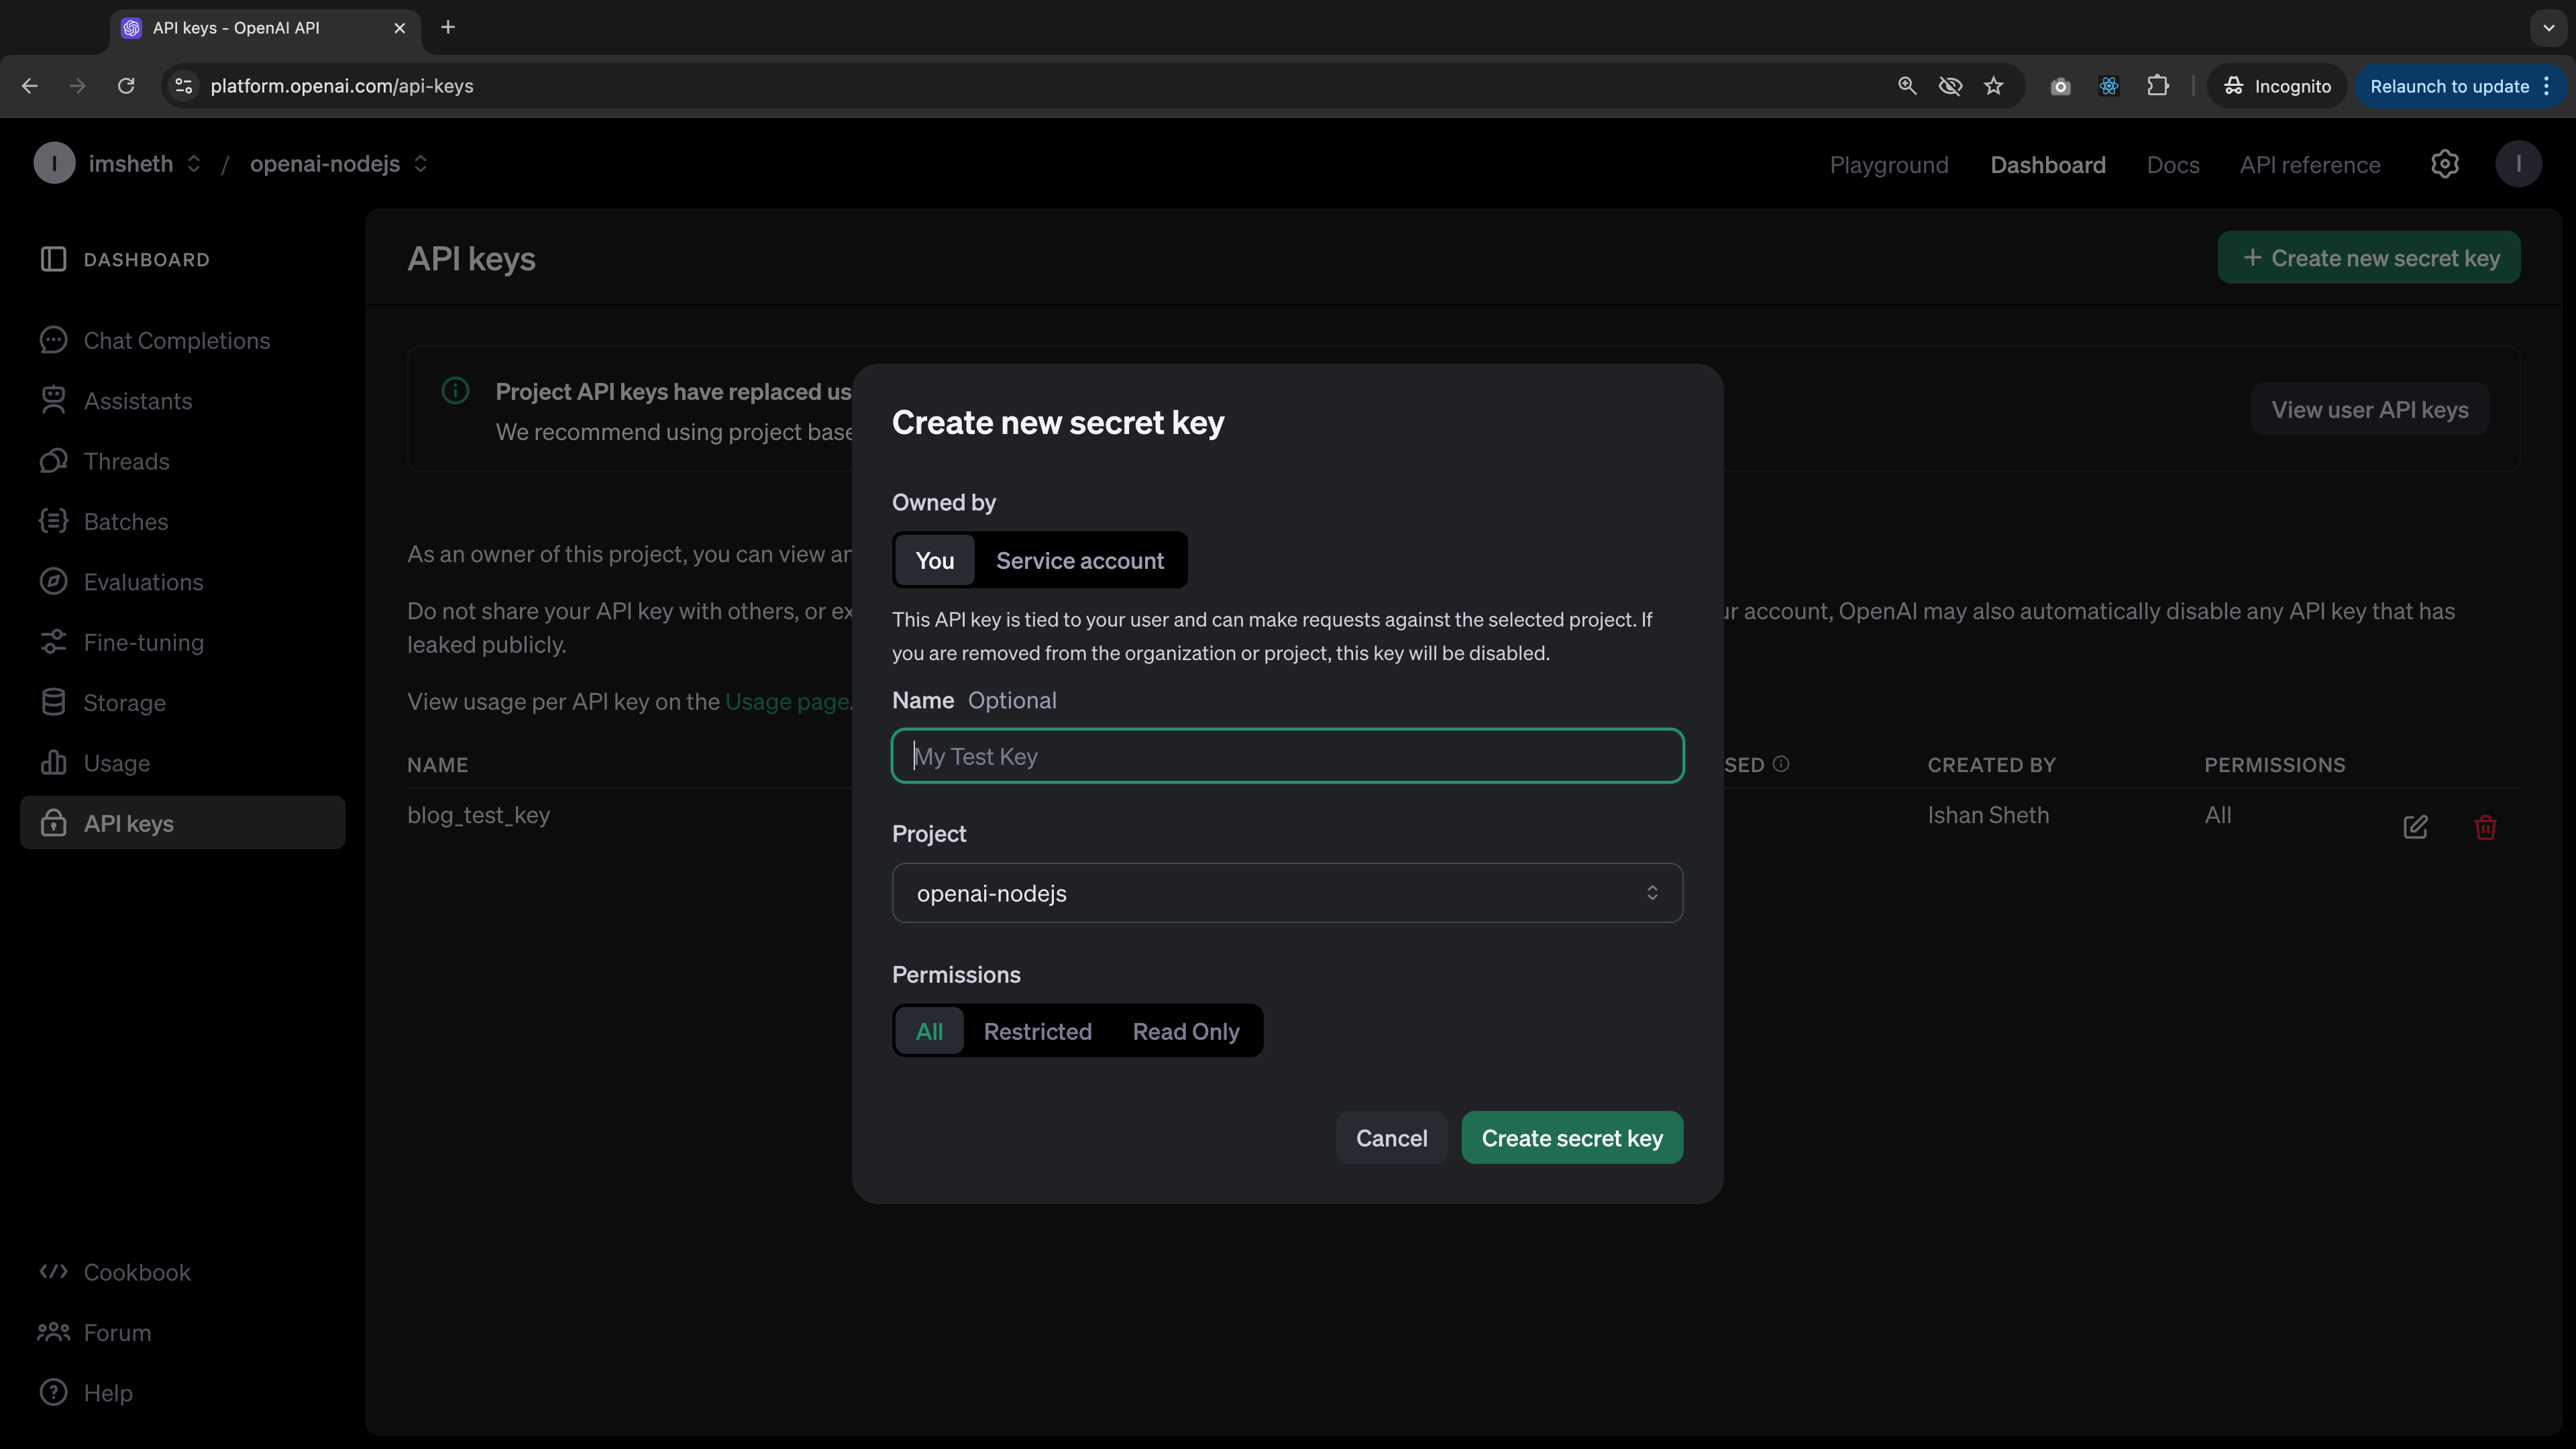 API keys - OpenAI API
platform.openai.com/api-keys
Incognito
Relaunch to update
I
imsheth
/
openai-nodejs
Playground
Dashboard
Docs
API reference
I
DASHBOARD
Chat Completions
Assistants
Threads
Batches
Evaluations
Fine-tuning
Storage
Usage
API keys
Cookbook
Forum
Help
API keys
+ Create new secret key
Project API keys have replaced us
We recommend using project base
View user API keys
As an owner of this project, you can view an
Do not share your API key with others, or ex
ur account, OpenAI may also automatically disable any API key that has
leaked publicly.
View usage per API key on the Usage page.
NAME
SED
CREATED BY
PERMISSIONS
blog_test_key
Ishan Sheth
All
Create new secret key
Owned by
You
Service account
This API key is tied to your user and can make requests against the selected project. If
you are removed from the organization or project, this key will be disabled.
Name Optional
My Test Key
Project
openai-nodejs
Permissions
All
Restricted
Read Only
Cancel
Create secret key